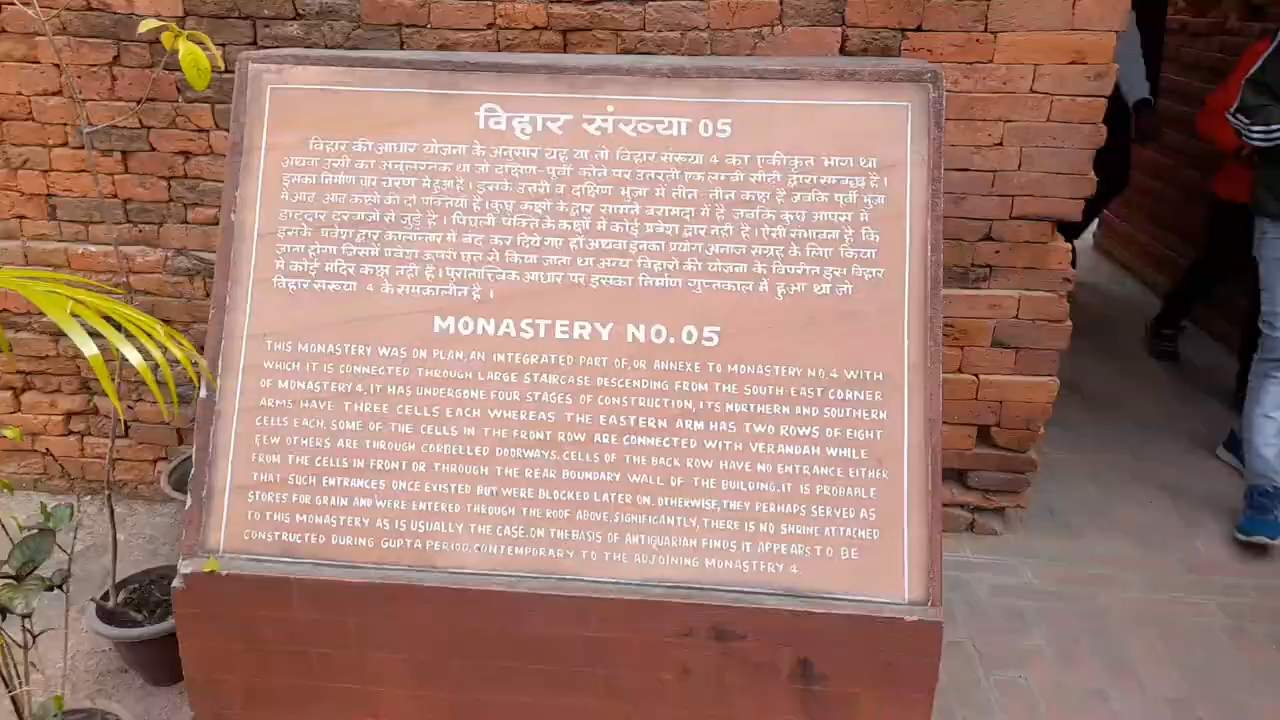 विहार संख्या 05
विहार की आधार योजना के अनुसार यह या तो विहार संख्या 4 का एकीकृत भाग था
अथवा उसी का अनुलग्नक था जो दक्षिण-पूर्वी कोने पर उतरती एक लम्बी सीढी द्वारा सम्बद्ध है।
इसका निर्माण चार चरण में हुआ है। इसके उत्तरी व दक्षिण भुजा में तीन-तीन कक्ष है जबकि पूर्वी भुजा
में आठ-आठ कक्षों की दो पंक्तियां है। कुछ कक्षों के द्वार सामने बरामदा में है जबकि कुछ आपस में
डाटदार दरवाजों से जुड़े है। पिछली पंक्ति के कक्षों में कोई प्रवेश द्वार नही है। ऐसी संभावना है कि
इसके प्रवेश द्वार कालान्तर में बंद कर दिये गए हों अथवा इनका प्रयोग अनाज संग्रह के लिए किया
जाता होगा जिसमें प्रवेश ऊपरी छत से किया जाता था अन्य विहारों की योजना के विपरीत इस विहार
में कोई मंदिर कक्ष नही है। पुरातात्त्विक आधार पर इसका निर्माण गुप्तकाल में हुआ था जो
विहार संख्या 4 के समकालीन है।
MONASTERY NO. 05
THIS MONASTERY WAS ON PLAN, AN INTEGRATED PART OF, OR ANNEXE TO MONASTERY NO. 4 WITH
WHICH IT IS CONNECTED THROUGH LARGE STAIRCASE DESCENDING FROM THE SOUTH-EAST CORNER
OF MONASTERY 4. IT HAS UNDERGONE FOUR STAGES OF CONSTRUCTION, ITS NORTHERN AND SOUTHERN
ARMS HAVE THREE CELLS EACH WHEREAS THE EASTERN ARM HAS TWO ROWS OF EIGHT
CELLS EACH. SOME OF THE CELLS IN THE FRONT ROW ARE CONNECTED WITH VERANDAH WHILE
FEW OTHERS ARE THROUGH CORBELLED DOORWAYS. CELLS OF THE BACK ROW HAVE NO ENTRANCE EITHER
FROM THE CELLS IN FRONT OR THROUGH THE REAR BOUNDARY WALL OF THE BUILDING. IT IS PROBABLE
THAT SUCH ENTRANCES ONCE EXISTED BUT WERE BLOCKED LATER ON. OTHERWISE, THEY PERHAPS SERVED AS
STORES FOR GRAIN AND WERE ENTERED THROUGH THE ROOF ABOVE. SIGNIFICANTLY, THERE IS NO SHRINE ATTACHED
TO THIS MONASTERY AS IS USUALLY THE CASE. ON THE BASIS OF ANTIQUARIAN FINDS IT APPEARS TO BE
CONSTRUCTED DURING GUPTA PERIOD, CONTEMPORARY TO THE ADJOINING MONASTERY 4.